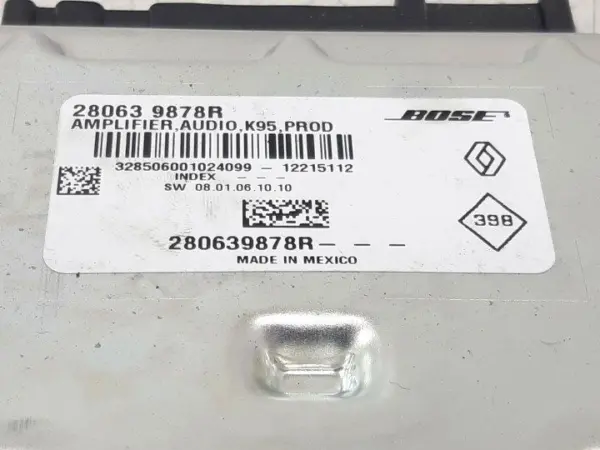 28063 9878R
AMPLIFIER,AUDIO,K95,PROD
BOSE
328506001024099 - 12215112
INDEX - - -
SW 08.01.06.10.10
398
280639878R- - -
MADE IN MEXICO